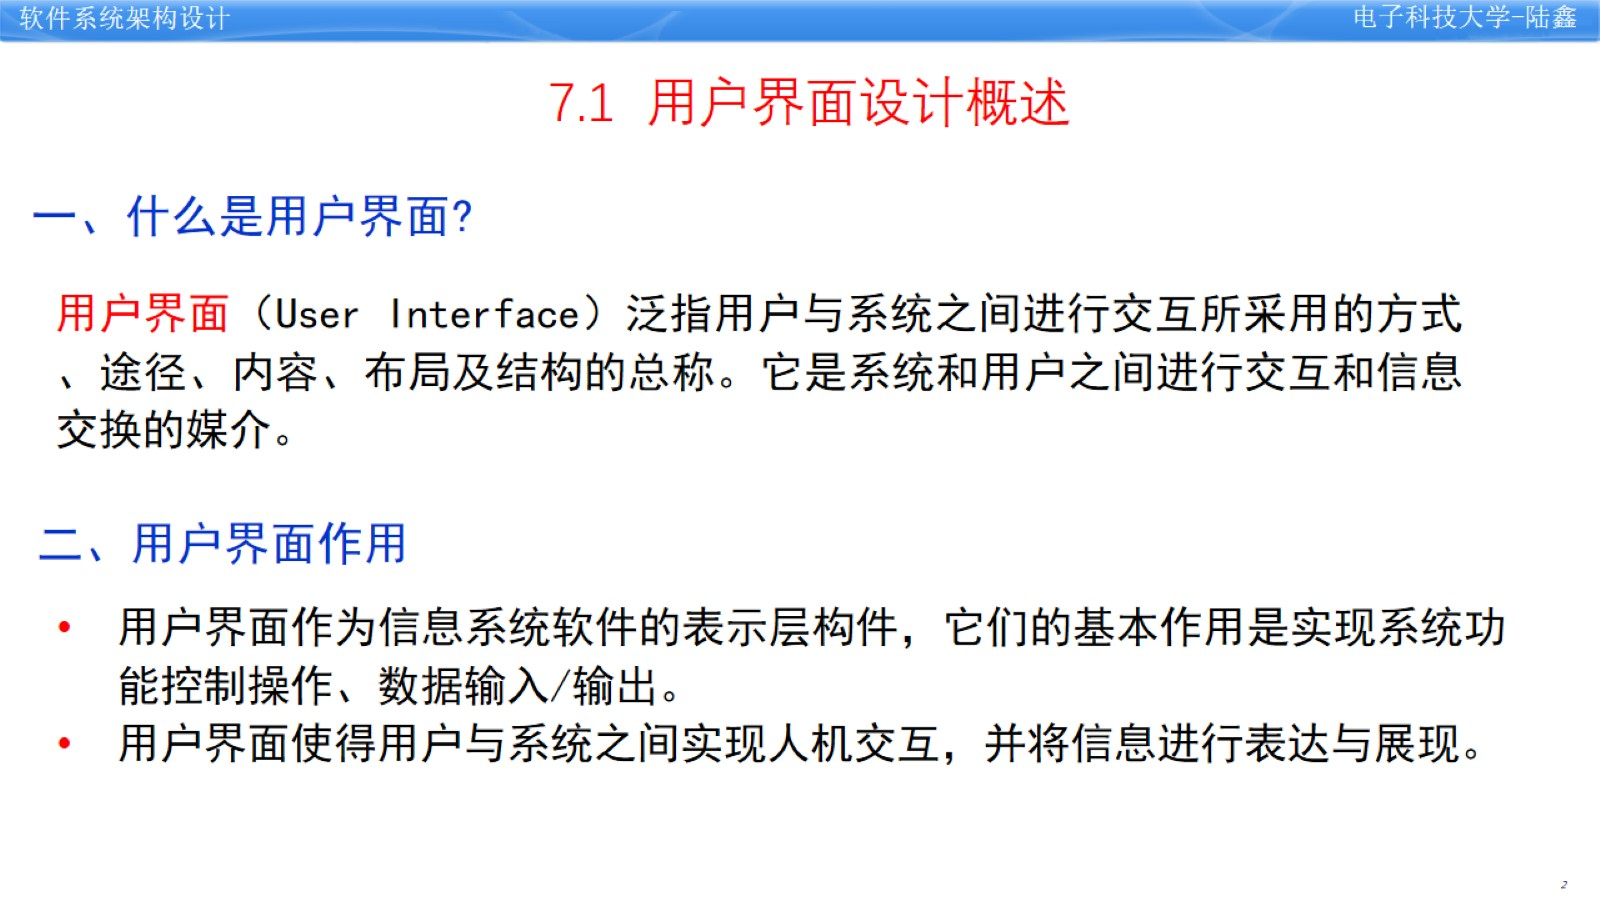 软件系统架构设计
电子科技大学-陆鑫
7.1 用户界面设计概述
一、什么是用户界面?
用户界面（User Interface）泛指用户与系统之间进行交互所采用的方式
、途径、内容、布局及结构的总称。它是系统和用户之间进行交互和信息
交换的媒介。
二、用户界面作用
• 用户界面作为信息系统软件的表示层构件，它们的基本作用是实现系统功
能控制操作、数据输入/输出。
• 用户界面使得用户与系统之间实现人机交互，并将信息进行表达与展现。
2